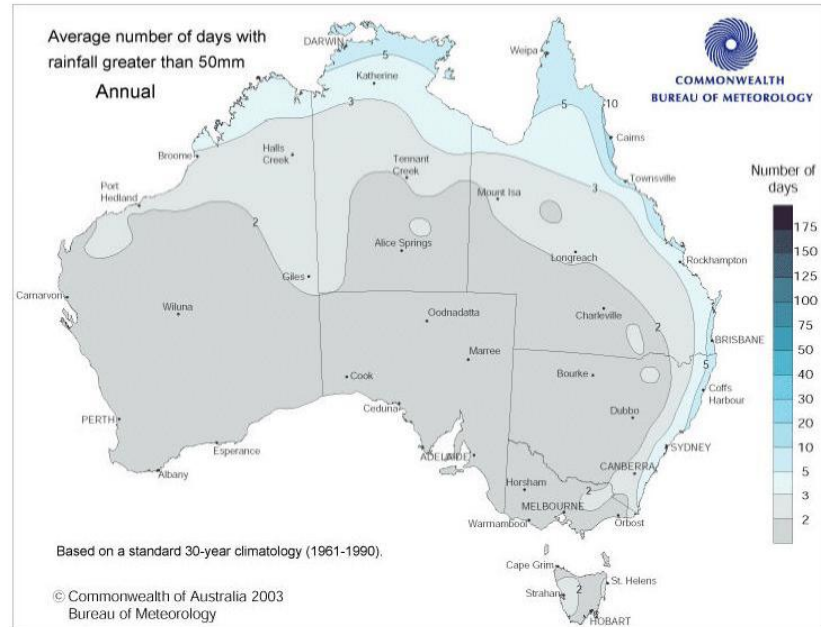 Average number of days with
rainfall greater than 50mm
Annual
COMMONWEALTH
BUREAU OF METEOROLOGY
DARWIN
5
Katherine
Weipa
5
10
3
Cairns
Broome
Halls
Creek
Tennant
Creek
Townsville
3
Port
Hedland
Mount Isa
2
Alice Springs
Longreach
Rockhampton
Giles
Carnarvon
Wiluna
Oodnadatta
Charleville
2
BRISBANE
Marree
5
Cook
Bourke
Coffs
Harbour
Ceduna
Dubbo
PERTH
Esperance
ADELAIDE
SYDNEY
Albany
CANBERRA
Horsham
2
MELBOURNE
Warrnambool
Orbost
Cape Grim
St. Helens
Strahan
2
HOBART
Number of
days
175
150
125
100
75
50
40
30
20
10
5
3
2
Based on a standard 30-year climatology (1961-1990).
© Commonwealth of Australia 2003
Bureau of Meteorology